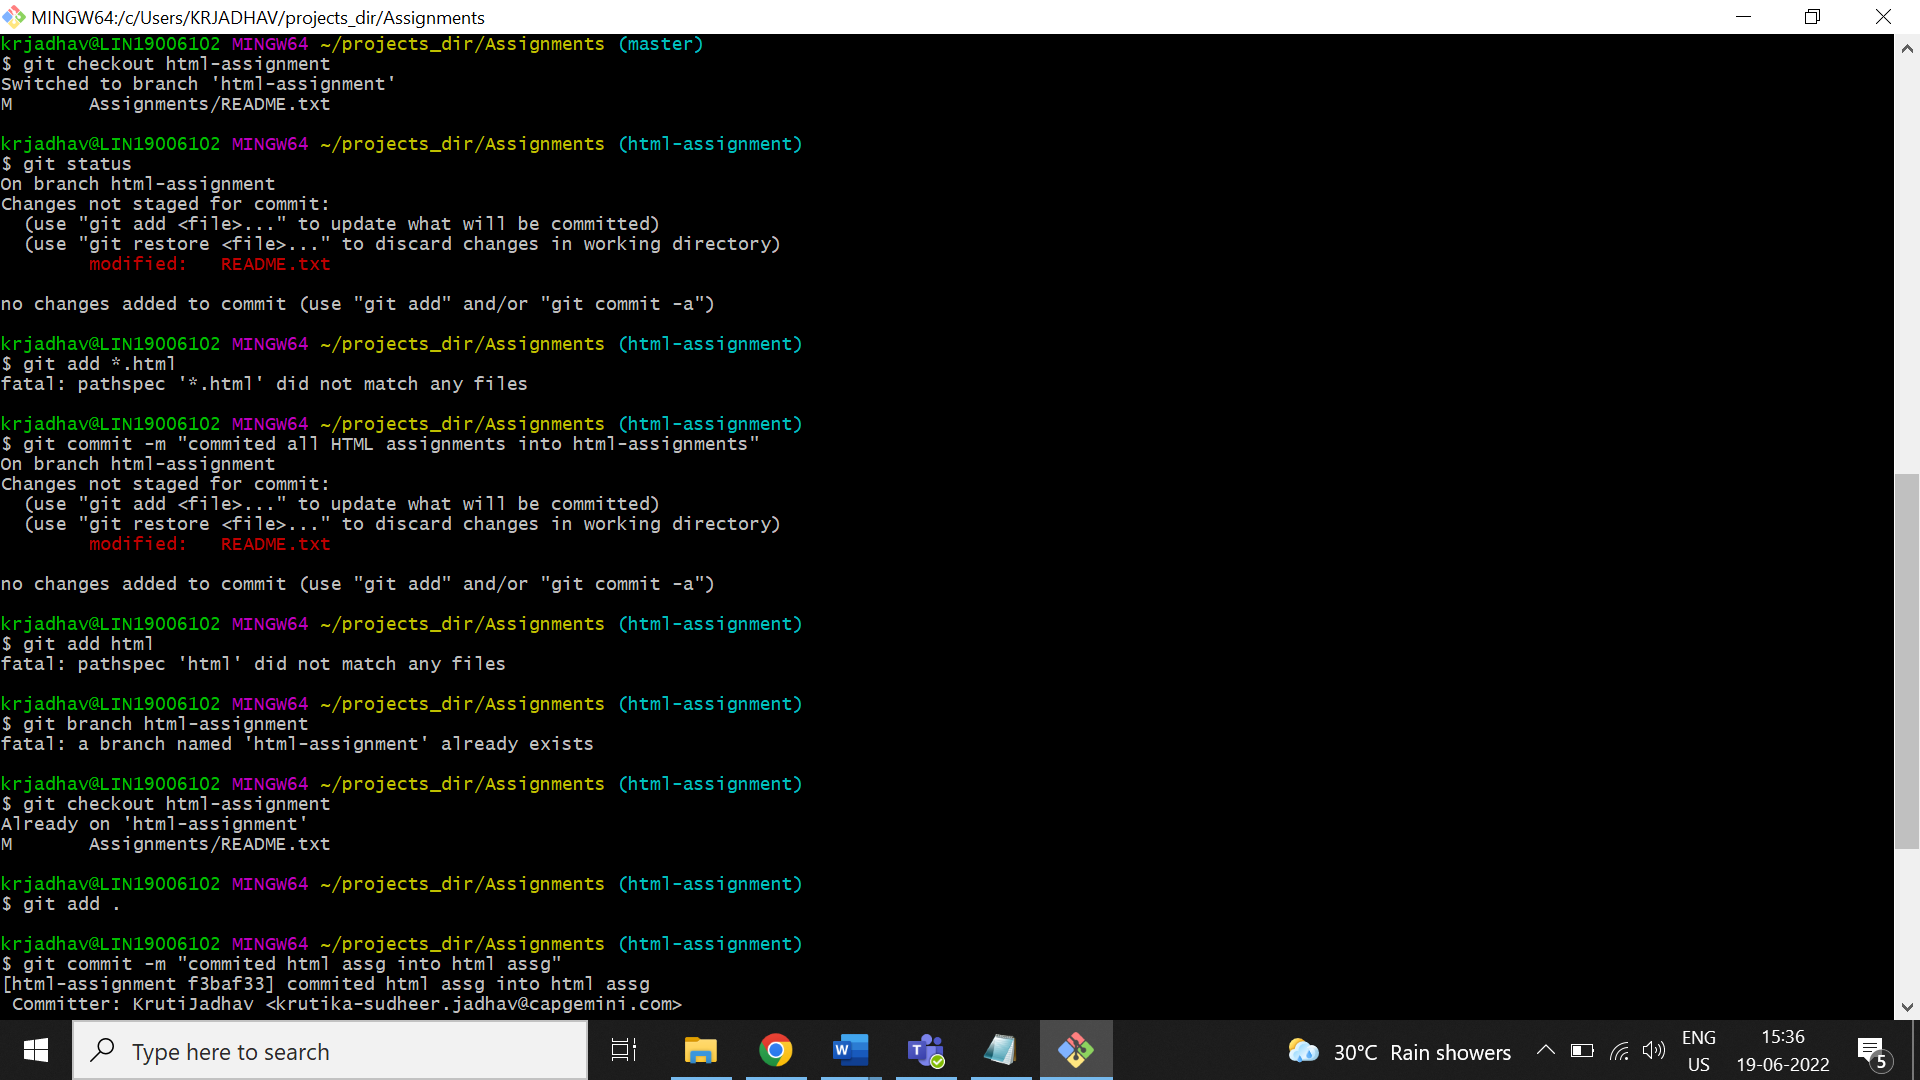 MINGW64:/c/Users/KRJADHAV/projects_dir/Assignments
krjadhav@LIN19006102 MINGW64 ~/projects_dir/Assignments (master)
$ git checkout html-assignment
Switched to branch 'html-assignment'
M       Assignments/README.txt

krjadhav@LIN19006102 MINGW64 ~/projects_dir/Assignments (html-assignment)
$ git status
On branch html-assignment
Changes not staged for commit:
  (use "git add <file>..." to update what will be committed)
  (use "git restore <file>..." to discard changes in working directory)
        modified:   README.txt

no changes added to commit (use "git add" and/or "git commit -a")

krjadhav@LIN19006102 MINGW64 ~/projects_dir/Assignments (html-assignment)
$ git add *.html
fatal: pathspec '*.html' did not match any files

krjadhav@LIN19006102 MINGW64 ~/projects_dir/Assignments (html-assignment)
$ git commit -m "commited all HTML assignments into html-assignments"
On branch html-assignment
Changes not staged for commit:
  (use "git add <file>..." to update what will be committed)
  (use "git restore <file>..." to discard changes in working directory)
        modified:   README.txt

no changes added to commit (use "git add" and/or "git commit -a")

krjadhav@LIN19006102 MINGW64 ~/projects_dir/Assignments (html-assignment)
$ git add html
fatal: pathspec 'html' did not match any files

krjadhav@LIN19006102 MINGW64 ~/projects_dir/Assignments (html-assignment)
$ git branch html-assignment
fatal: a branch named 'html-assignment' already exists

krjadhav@LIN19006102 MINGW64 ~/projects_dir/Assignments (html-assignment)
$ git checkout html-assignment
Already on 'html-assignment'
M       Assignments/README.txt

krjadhav@LIN19006102 MINGW64 ~/projects_dir/Assignments (html-assignment)
$ git add .

krjadhav@LIN19006102 MINGW64 ~/projects_dir/Assignments (html-assignment)
$ git commit -m "commited html assg into html assg"
[html-assignment f3baf33] commited html assg into html assg
 Committer: KrutiJadhav <krutika-sudheer.jadhav@capgemini.com>
Type here to search
W
T
30°C Rain showers
ENG
US
15:36
19-06-2022
5